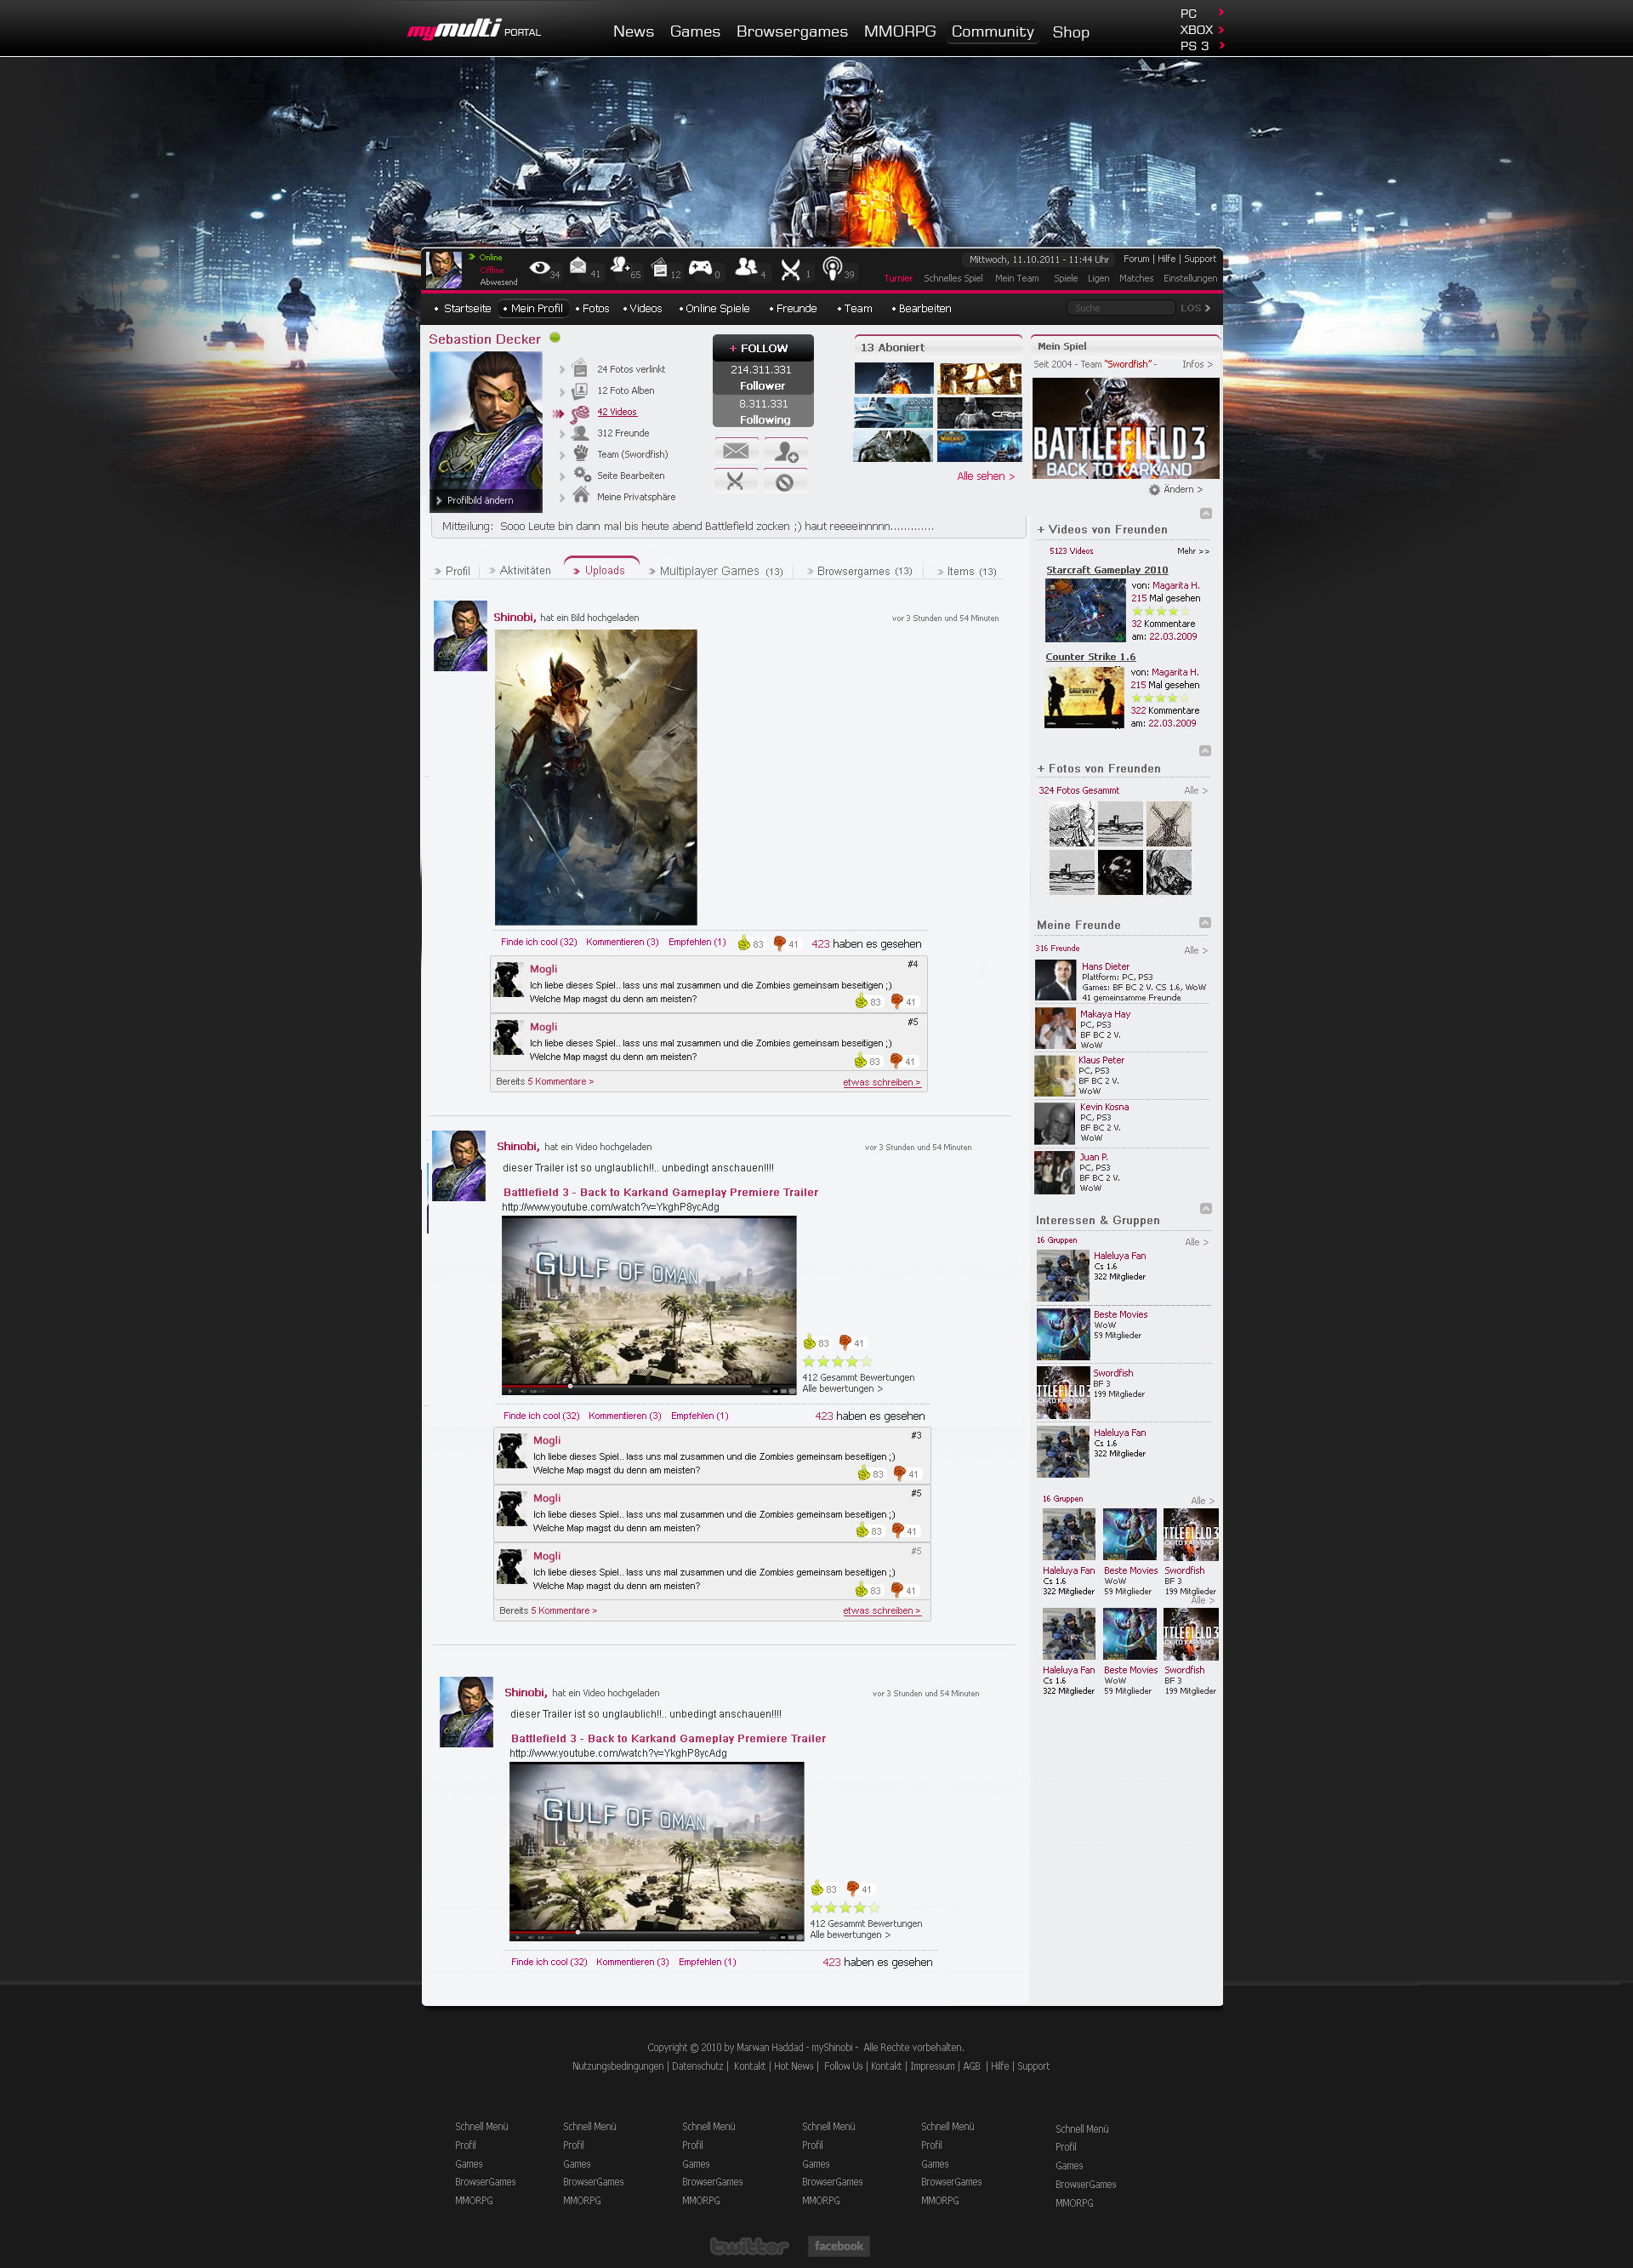 mymulti PORTAL
News Games Browsergames MMORPG Community Shop
PC
XBOX
PS 3
Online
Offline
Abwesend
34 41 65 12 0 4 1 39
Mittwoch, 11.10.2011 - 11:44 Uhr
Forum | Hilfe | Support
Turnier Schnelles Spiel Mein Team Spiele Ligen Matches Einstellungen
Startseite Mein Profil Fotos Videos Online Spiele Freunde Team Bearbeiten
Suche LOS
Sebastion Decker
Profilbild ändern
24 Fotos verlinkt
12 Foto Alben
42 Videos
312 Freunde
Team (Swordfish)
Seite Bearbeiten
Meine Privatsphäre
+ FOLLOW
214.311.331
Follower
8.311.331
Following
13 Aboniert
Alle sehen >
Mein Spiel
Seit 2004 - Team "Swordfish" - Infos >
BATTLEFIELD 3
BACK TO KARKAND
Ändern >
Mitteilung: Sooo Leute bin dann mal bis heute abend Battlefield zocken ;) haut reeeeinnnnn.............
Profil Aktivitäten Uploads Multiplayer Games (13) Browsergames (13) Items (13)
Shinobi, hat ein Bild hochgeladen
vor 3 Stunden und 54 Minuten
Finde ich cool (32) Kommentieren (3) Empfehlen (1) 83 41 423 haben es gesehen
Mogli #4
Ich liebe dieses Spiel.. lass uns mal zusammen und die Zombies gemeinsam beseitigen ;)
Welche Map magst du denn am meisten? 83 41
Mogli #5
Ich liebe dieses Spiel.. lass uns mal zusammen und die Zombies gemeinsam beseitigen ;)
Welche Map magst du denn am meisten? 83 41
Bereits 5 Kommentare > etwas schreiben >
Shinobi, hat ein Video hochgeladen
vor 3 Stunden und 54 Minuten
dieser Trailer ist so unglaublich!!.. unbedingt anschauen!!!!
Battlefield 3 - Back to Karkand Gameplay Premiere Trailer
http://www.youtube.com/watch?v=YkghP8ycAdg
GULF OF OMAN
83 41
412 Gesammt Bewertungen
Alle bewertungen >
Finde ich cool (32) Kommentieren (3) Empfehlen (1) 423 haben es gesehen
Mogli #3
Ich liebe dieses Spiel.. lass uns mal zusammen und die Zombies gemeinsam beseitigen ;)
Welche Map magst du denn am meisten? 83 41
Mogli #5
Ich liebe dieses Spiel.. lass uns mal zusammen und die Zombies gemeinsam beseitigen ;)
Welche Map magst du denn am meisten? 83 41
Mogli #5
Ich liebe dieses Spiel.. lass uns mal zusammen und die Zombies gemeinsam beseitigen ;)
Welche Map magst du denn am meisten? 83 41
Bereits 5 Kommentare > etwas schreiben >
Shinobi, hat ein Video hochgeladen
vor 3 Stunden und 54 Minuten
dieser Trailer ist so unglaublich!!.. unbedingt anschauen!!!!
Battlefield 3 - Back to Karkand Gameplay Premiere Trailer
http://www.youtube.com/watch?v=YkghP8ycAdg
GULF OF OMAN
83 41
412 Gesammt Bewertungen
Alle bewertungen >
Finde ich cool (32) Kommentieren (3) Empfehlen (1) 423 haben es gesehen
+ Videos von Freunden
5123 Videos Mehr >>
Starcraft Gameplay 2010
von: Magarita H.
215 Mal gesehen
32 Kommentare
am: 22.03.2009
Counter Strike 1.6
von: Magarita H.
215 Mal gesehen
322 Kommentare
am: 22.03.2009
+ Fotos von Freunden
324 Fotos Gesammt Alle >
Meine Freunde
316 Freunde Alle >
Hans Dieter
Plattform: PC, PS3
Games: BF BC 2 V. CS 1.6, WoW
41 gemeinsamme Freunde
Makaya Hay
PC, PS3
BF BC 2 V.
WoW
Klaus Peter
PC, PS3
BF BC 2 V.
WoW
Kevin Kosna
PC, PS3
BF BC 2 V.
WoW
Juan P.
PC, PS3
BF BC 2 V.
WoW
Interessen & Gruppen
16 Gruppen Alle >
Haleluya Fan
Cs 1.6
322 Mitglieder
Beste Movies
WoW
59 Mitglieder
Swordfish
BF 3
199 Mitglieder
Haleluya Fan
Cs 1.6
322 Mitglieder
16 Gruppen Alle >
Haleluya Fan Beste Movies Swordfish
Cs 1.6 WoW BF 3
322 Mitglieder 59 Mitglieder 199 Mitglieder
Alle >
Haleluya Fan Beste Movies Swordfish
Cs 1.6 WoW BF 3
322 Mitglieder 59 Mitglieder 199 Mitglieder
Copyright © 2010 by Marwan Haddad - myShinobi - Alle Rechte vorbehalten.
Nutzungsbedingungen | Datenschutz | Kontakt | Hot News | Follow Us | Kontakt | Impressum | AGB | Hilfe | Support
Schnell Menü Schnell Menü Schnell Menü Schnell Menü Schnell Menü Schnell Menü
Profil Profil Profil Profil Profil Profil
Games Games Games Games Games Games
BrowserGames BrowserGames BrowserGames BrowserGames BrowserGames BrowserGames
MMORPG MMORPG MMORPG MMORPG MMORPG MMORPG
twitter facebook